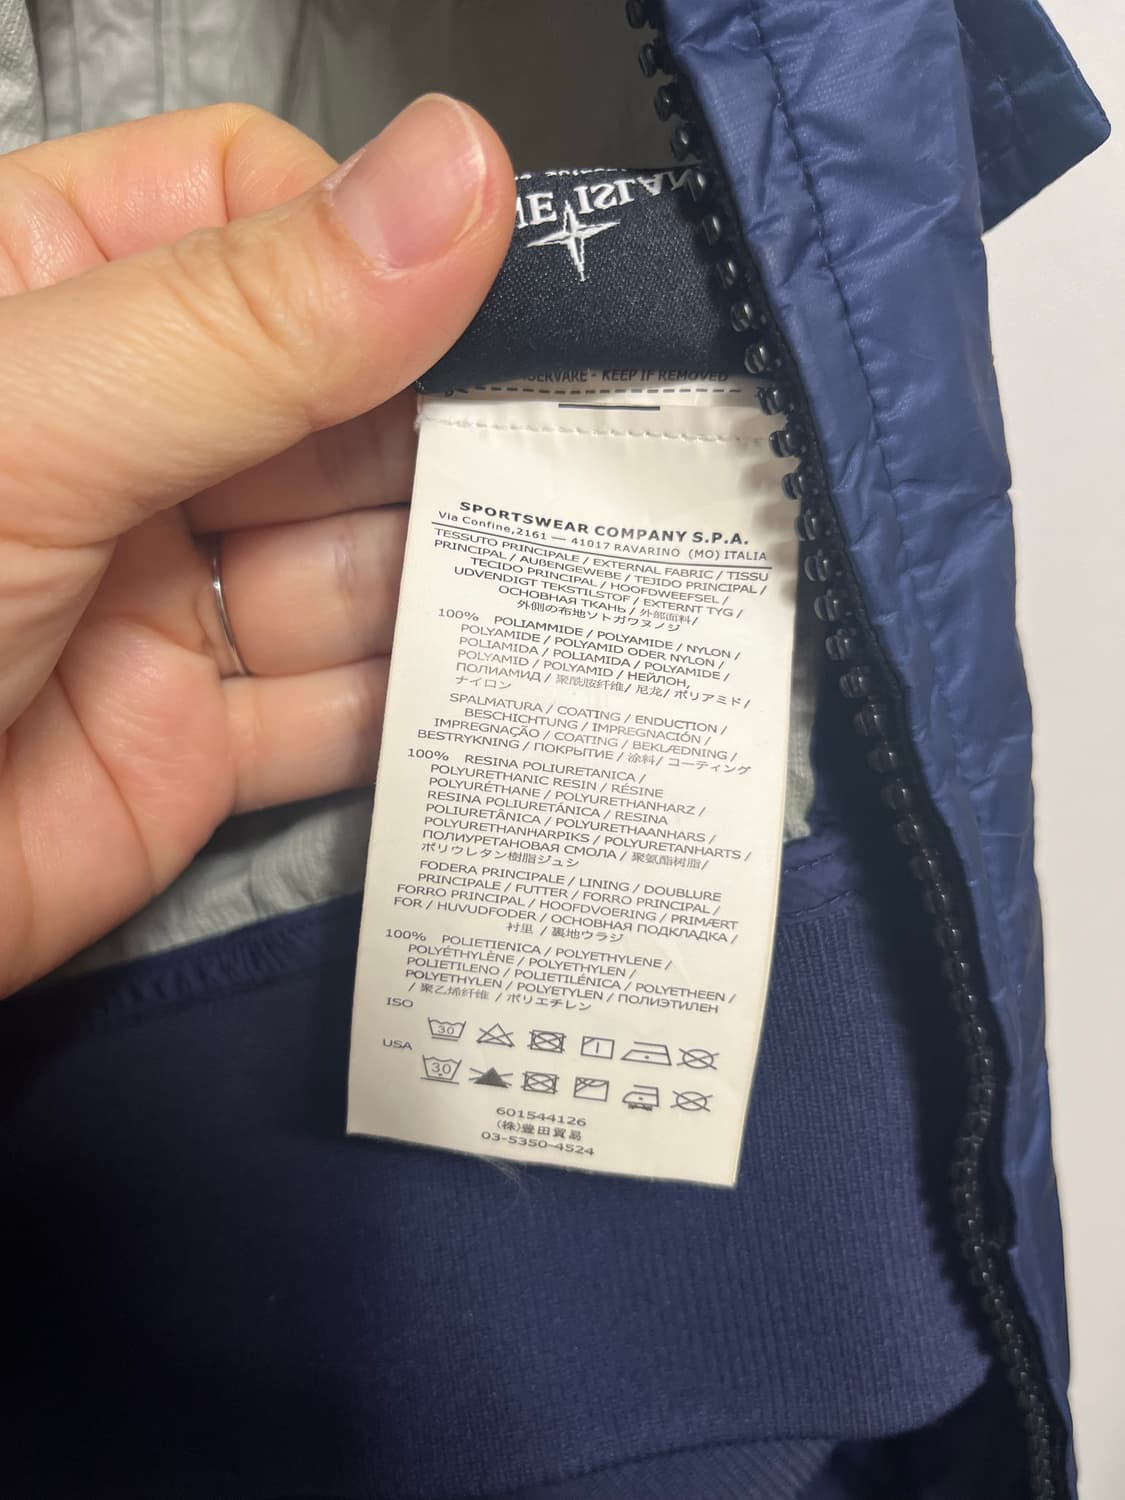 ISLAN
SERVARE - KEEP IF REMOVED
SPORTSWEAR COMPANY S.P.A.
Via Confine,2161 — 41017 RAVARINO (MO) ITALIA
TESSUTO PRINCIPALE / EXTERNAL FABRIC / TISSU
PRINCIPAL / AUßENGEWEBE / TEJIDO PRINCIPAL /
TECIDO PRINCIPAL / HOOFDWEEFSEL /
UDVENDIGT TEKSTILSTOF / EXTERNT TYG /
ОСНОВНАЯ ТКАНЬ / 外部面料/
外側の布地ソトガワヌノジ
100% POLIAMMIDE / POLYAMIDE / NYLON /
POLYAMIDE / POLYAMID ODER NYLON /
POLIAMIDA / POLIAMIDA / POLYAMIDE /
POLYAMID / POLYAMID / НЕЙЛОН,
ПОЛИАМИД / 聚酰胺纤维/ 尼龙/ ポリアミド/
ナイロン
SPALMATURA / COATING / ENDUCTION /
BESCHICHTUNG / IMPREGNACIÓN /
IMPREGNAÇÃO / COATING / BEKLÆDNING /
BESTRYKNING / ПОКРЫТИЕ / 涂料/ コーティング
100% RESINA POLIURETANICA /
POLYURETHANIC RESIN / RÉSINE
POLYURÉTHANE / POLYURETHANHARZ /
RESINA POLIURETÁNICA / RESINA
POLIURETÂNICA / POLYURETHAANHARS /
POLYURETHANHARPIKS / POLYURETANHARTS /
ПОЛИУРЕТАНОВАЯ СМОЛА / 聚氨酯树脂/
ポリウレタン樹脂ジュシ
FODERA PRINCIPALE / LINING / DOUBLURE
PRINCIPALE / FUTTER / FORRO PRINCIPAL /
FORRO PRINCIPAL / HOOFDVOERING / PRIMÆRT
FOR / HUVUDFODER / ОСНОВНАЯ ПОДКЛАДКА /
衬里 / 裏地ウラジ
100% POLIETIENICA / POLYETHYLENE /
POLYÉTHYLÈNE / POLYETHYLEN /
POLIETILENO / POLIETILÉNICA / POLYETHEEN /
POLYETHYLEN / POLYETYLEN / ПОЛИЭТИЛЕН
/ 聚乙烯纤维 / ポリエチレン
ISO
30
USA
30
601544126
(株)豊田貿易
03-5350-4524